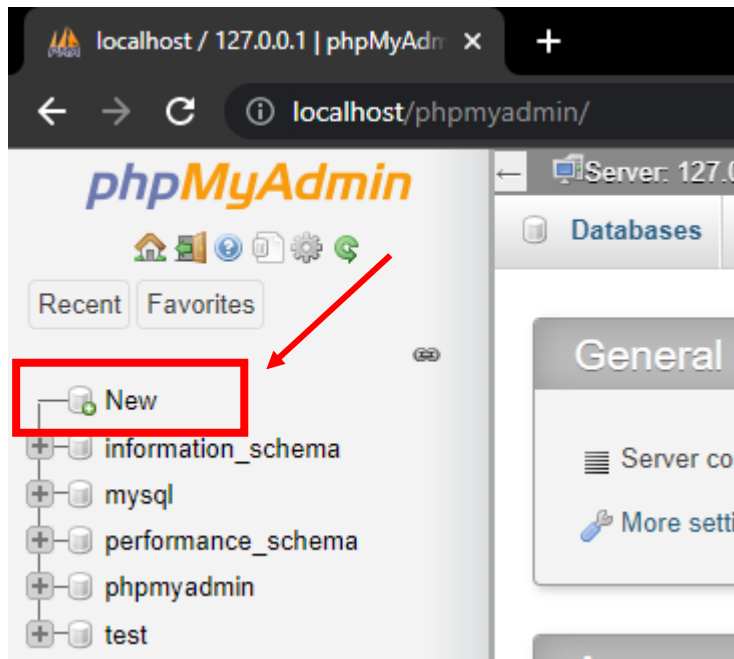 localhost / 127.0.0.1 | phpMyAdm
localhost/phpmyadmin/
phpMyAdmin
Server: 127.0
Databases
Recent Favorites
General
New
information_schema
Server co
mysql
More setti
performance_schema
phpmyadmin
test